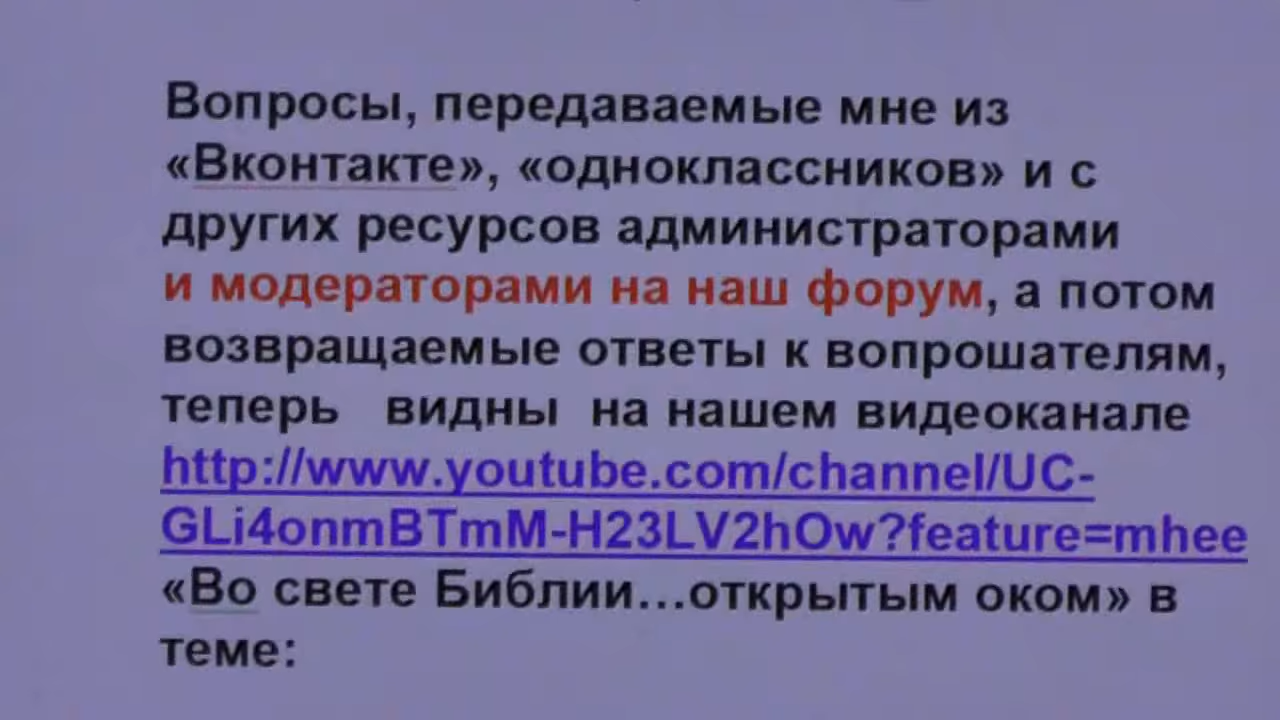 Вопросы, передаваемые мне из
«Вконтакте», «одноклассников» и с
других ресурсов администраторами
и модераторами на наш форум, а потом
возвращаемые ответы к вопрошателям,
теперь видны на нашем видеоканале
http://www.youtube.com/channel/UC-
GLi4onmBTmM-H23LV2hOw?feature=mhee
«Во свете Библии...открытым оком» в
теме: